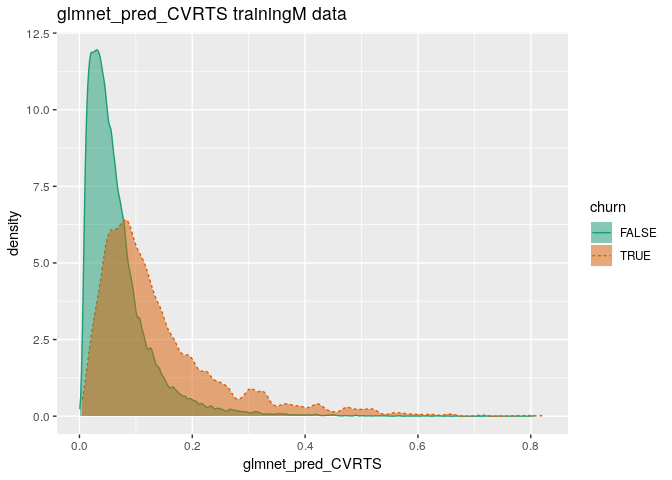 glmnet_pred_CVRTS trainingM data
12.5
10.0
7.5
5.0
2.5
0.0
density
0.0
0.2
0.4
0.6
0.8
glmnet_pred_CVRTS
churn
FALSE
TRUE